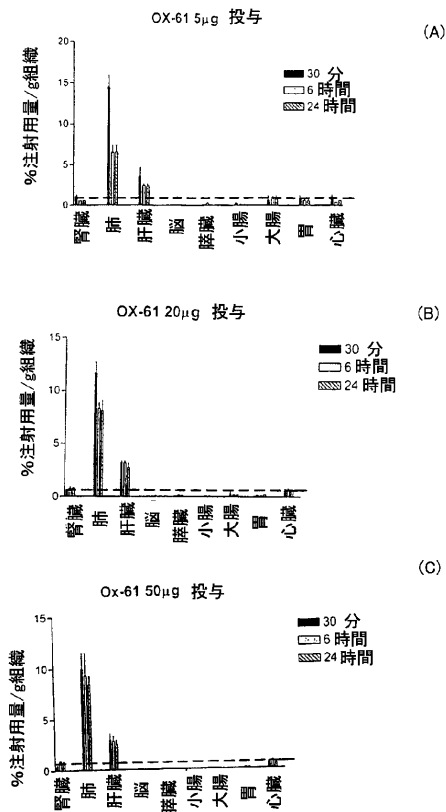 OX-61 5μg 投与
(A)
%注射用量/g組織
20
15
10
5
0
30 分
6 時間
24 時間
腎臓
肺
肝臓
脳
膵臓
小腸
大腸
胃
心臓
OX-61 20μg 投与
(B)
%注射用量/g組織
15
10
5
0
30 分
6 時間
24 時間
腎臓
肺
肝臓
脳
膵臓
小腸
大腸
胃
心臓
(C)
Ox-61 50μg 投与
%注射用量/g組織
15
10
5
0
30 分
6 時間
24 時間
腎臓
肺
肝臓
脳
膵臓
小腸
大腸
胃
心臓